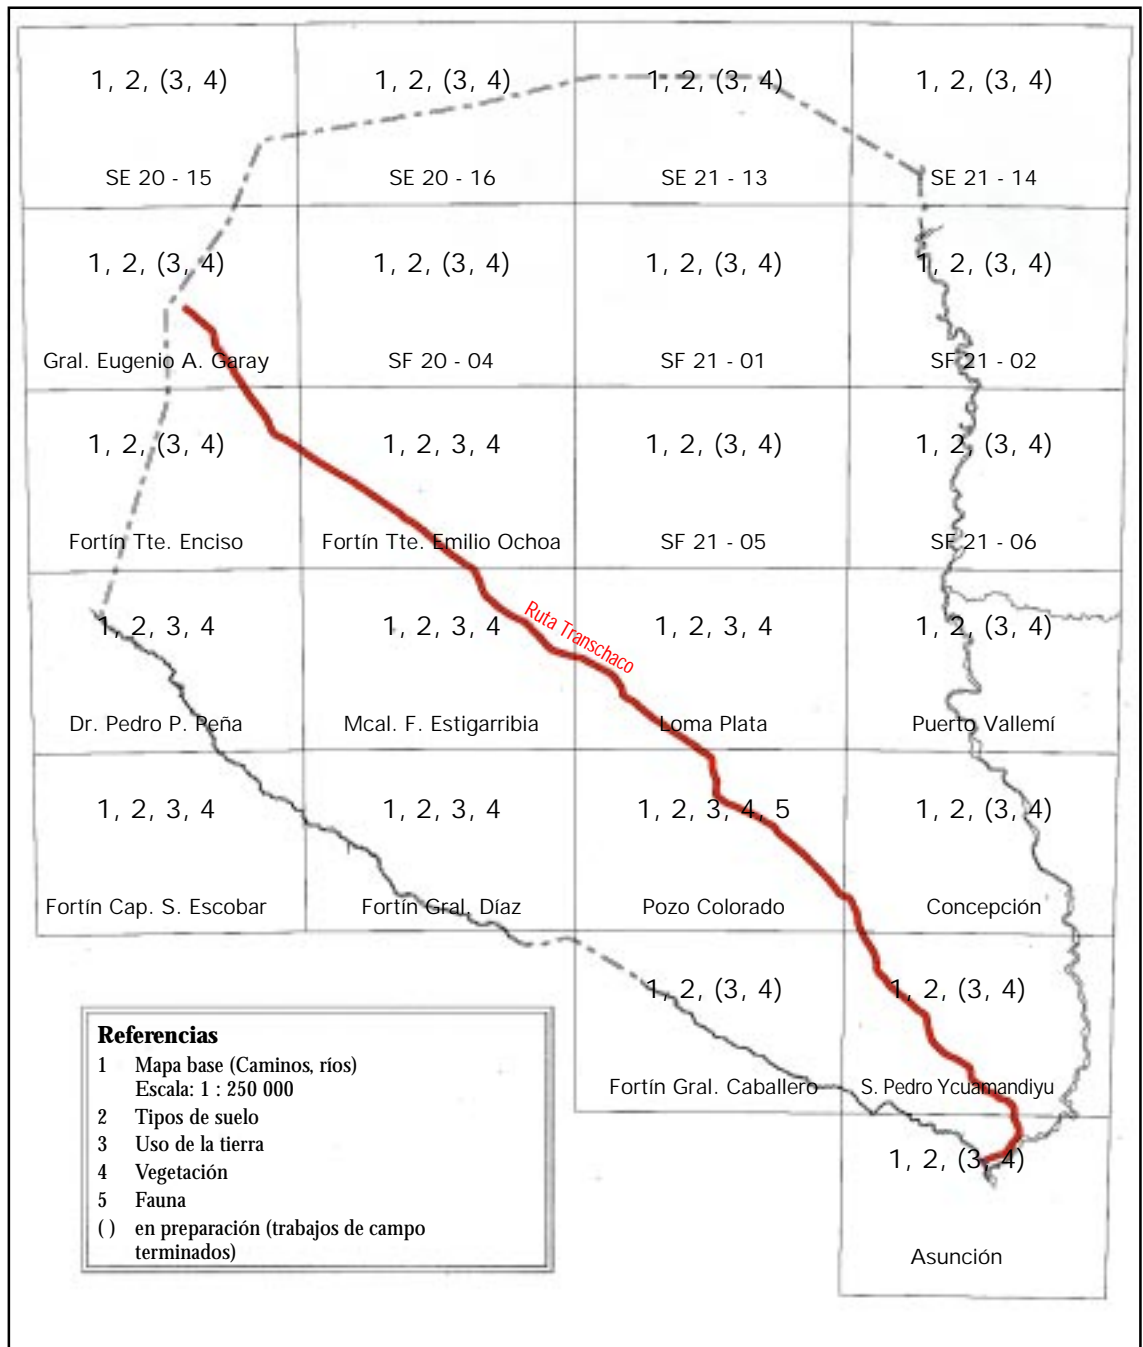 1, 2, (3, 4)
1, 2, (3, 4)
1, 2, (3, 4)
1, 2, (3, 4)
SE 20 - 15
SE 20 - 16
SE 21 - 13
SE 21 - 14
1, 2, (3, 4)
1, 2, (3, 4)
1, 2, (3, 4)
1, 2, (3, 4)
Gral. Eugenio A. Garay
SF 20 - 04
SF 21 - 01
SF 21 - 02
1, 2, (3, 4)
1, 2, 3, 4
1, 2, (3, 4)
1, 2, (3, 4)
Fortín Tte. Enciso
Fortín Tte. Emilio Ochoa
SF 21 - 05
SF 21 - 06
1, 2, 3, 4
1, 2, 3, 4
Ruta Transchaco
1, 2, 3, 4
1, 2, (3, 4)
Dr. Pedro P. Peña
Mcal. F. Estigarribia
Loma Plata
Puerto Vallemí
1, 2, 3, 4
1, 2, 3, 4
1, 2, 3, 4, 5
1, 2, (3, 4)
Fortín Cap. S. Escobar
Fortín Gral. Díaz
Pozo Colorado
Concepción
1, 2, (3, 4)
1, 2, (3, 4)
Fortín Gral. Caballero
S. Pedro Ycuamandiyu
1, 2, (3, 4)
Asunción
Referencias
1 Mapa base (Caminos, ríos)
Escala: 1 : 250 000
2 Tipos de suelo
3 Uso de la tierra
4 Vegetación
5 Fauna
( ) en preparación (trabajos de campo
terminados)